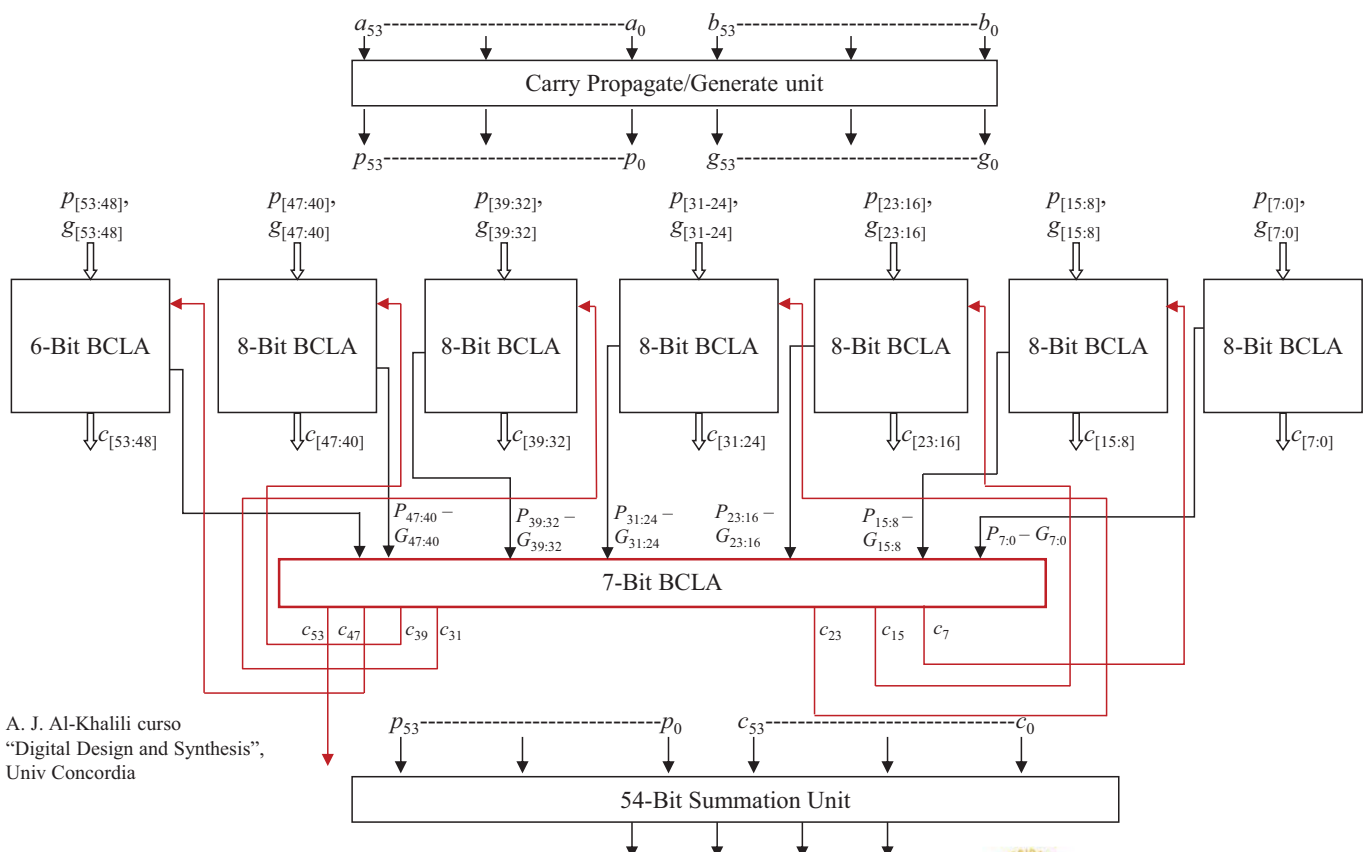 a53 a0 b53 b0
Carry Propagate/Generate unit
p53 p0 g53 g0
p[53:48], p[47:40], p[39:32], p[31-24] p[23:16], p[15:8], p[7:0],
g[53:48] g[47:40] g[39:32] g[31-24] g[23:16] g[15:8] g[7:0]
6-Bit BCLA 8-Bit BCLA 8-Bit BCLA 8-Bit BCLA 8-Bit BCLA 8-Bit BCLA 8-Bit BCLA
c[53:48] c[47:40] c[39:32] c[31:24] c[23:16] c[15:8] c[7:0]
P47:40 – P39:32 – P31:24 – P23:16 – P15:8 –
G47:40 G39:32 G31:24 G23:16 G15:8 P7:0 – G7:0
7-Bit BCLA
c53 c47 c39 c31 c23 c15 c7
A. J. Al-Khalili curso
“Digital Design and Synthesis”,
Univ Concordia
p53 p0 c53 c0
54-Bit Summation Unit